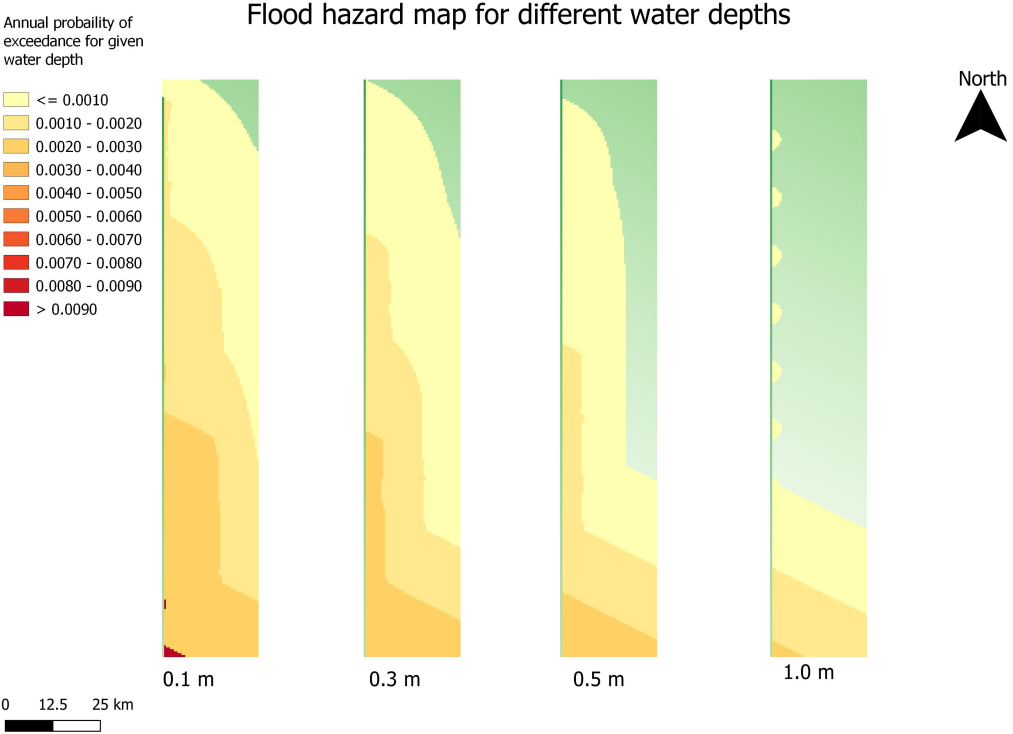 Flood hazard map for different water depths
Annual probaility of
exceedance for given
water depth
<= 0.0010
0.0010 - 0.0020
0.0020 - 0.0030
0.0030 - 0.0040
0.0040 - 0.0050
0.0050 - 0.0060
0.0060 - 0.0070
0.0070 - 0.0080
0.0080 - 0.0090
> 0.0090
North
0.1 m
0.3 m
0.5 m
1.0 m
0 12.5 25 km